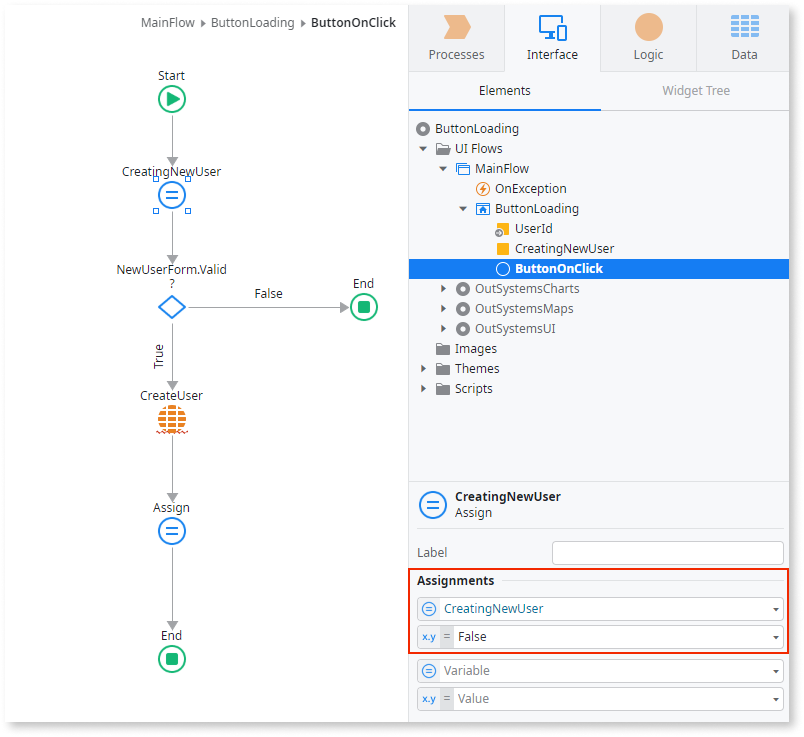 MainFlow ButtonLoading ButtonOnClick
Start
CreatingNewUser
NewUserForm.Valid
?
False
End
True
CreateUser
Assign
End
Processes
Interface
Logic
Data
Elements
Widget Tree
ButtonLoading
UI Flows
MainFlow
OnException
ButtonLoading
UserId
CreatingNewUser
ButtonOnClick
OutSystemsCharts
OutSystemsMaps
OutSystemsUI
Images
Themes
Scripts
CreatingNewUser
Assign
Label
Assignments
CreatingNewUser
x.y = False
Variable
x.y = Value